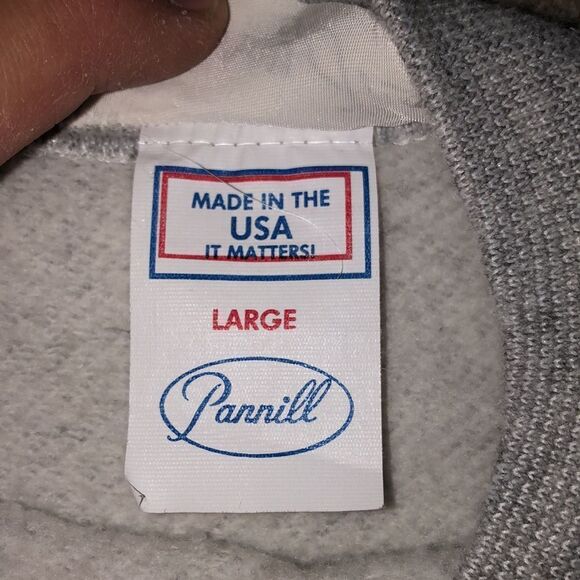 MADE IN THE
USA
IT MATTERS!
LARGE
Pannill